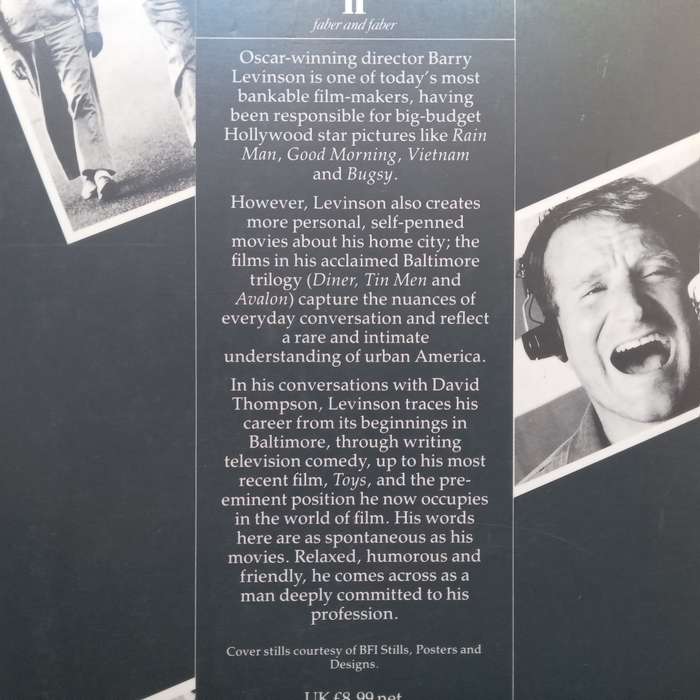 ff
faber and faber
Oscar-winning director Barry
Levinson is one of today's most
bankable film-makers, having
been responsible for big-budget
Hollywood star pictures like Rain
Man, Good Morning, Vietnam
and Bugsy.
However, Levinson also creates
more personal, self-penned
movies about his home city; the
films in his acclaimed Baltimore
trilogy (Diner, Tin Men and
Avalon) capture the nuances of
everyday conversation and reflect
a rare and intimate
understanding of urban America.
In his conversations with David
Thompson, Levinson traces his
career from its beginnings in
Baltimore, through writing
television comedy, up to his most
recent film, Toys, and the pre-
eminent position he now occupies
in the world of film. His words
here are as spontaneous as his
movies. Relaxed, humorous and
friendly, he comes across as a
man deeply committed to his
profession.
Cover stills courtesy of BFI Stills, Posters and
Designs.
UK £8.99 net